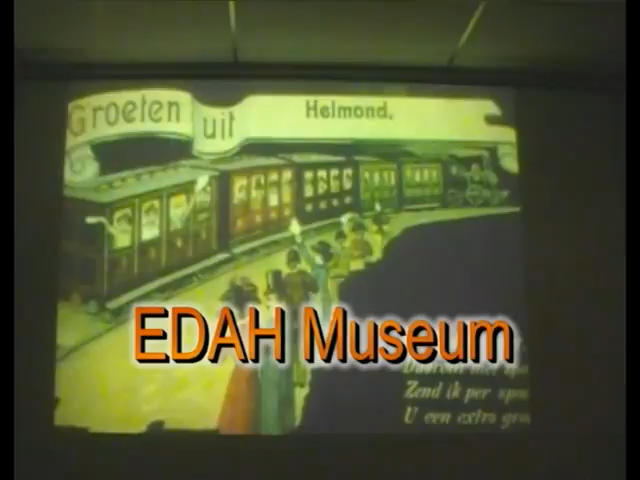 Groeten uit Helmond.
EDAH Museum
Zend ik per
U een extra